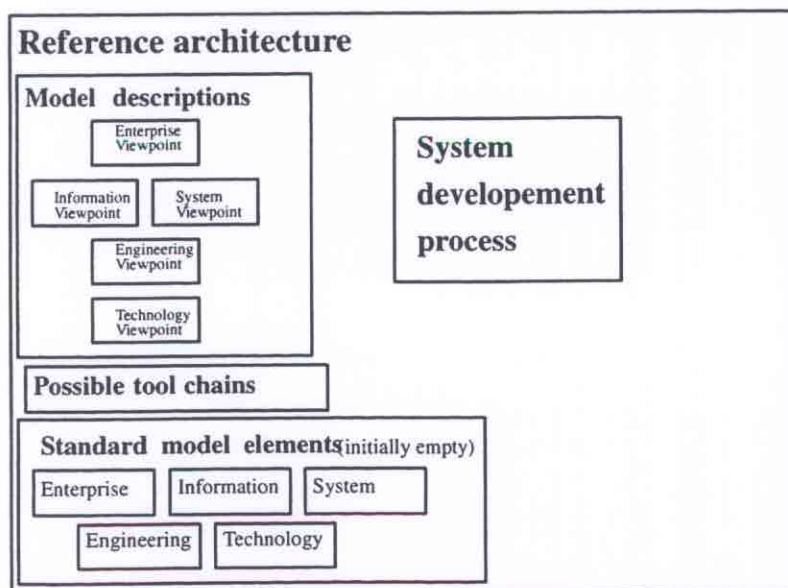 Reference architecture
Model descriptions
Enterprise
Viewpoint
Information
Viewpoint
System
Viewpoint
Engineering
Viewpoint
Technology
Viewpoint
System
developement
process
Possible tool chains
Standard model elements(initially empty)
Enterprise
Information
System
Engineering
Technology